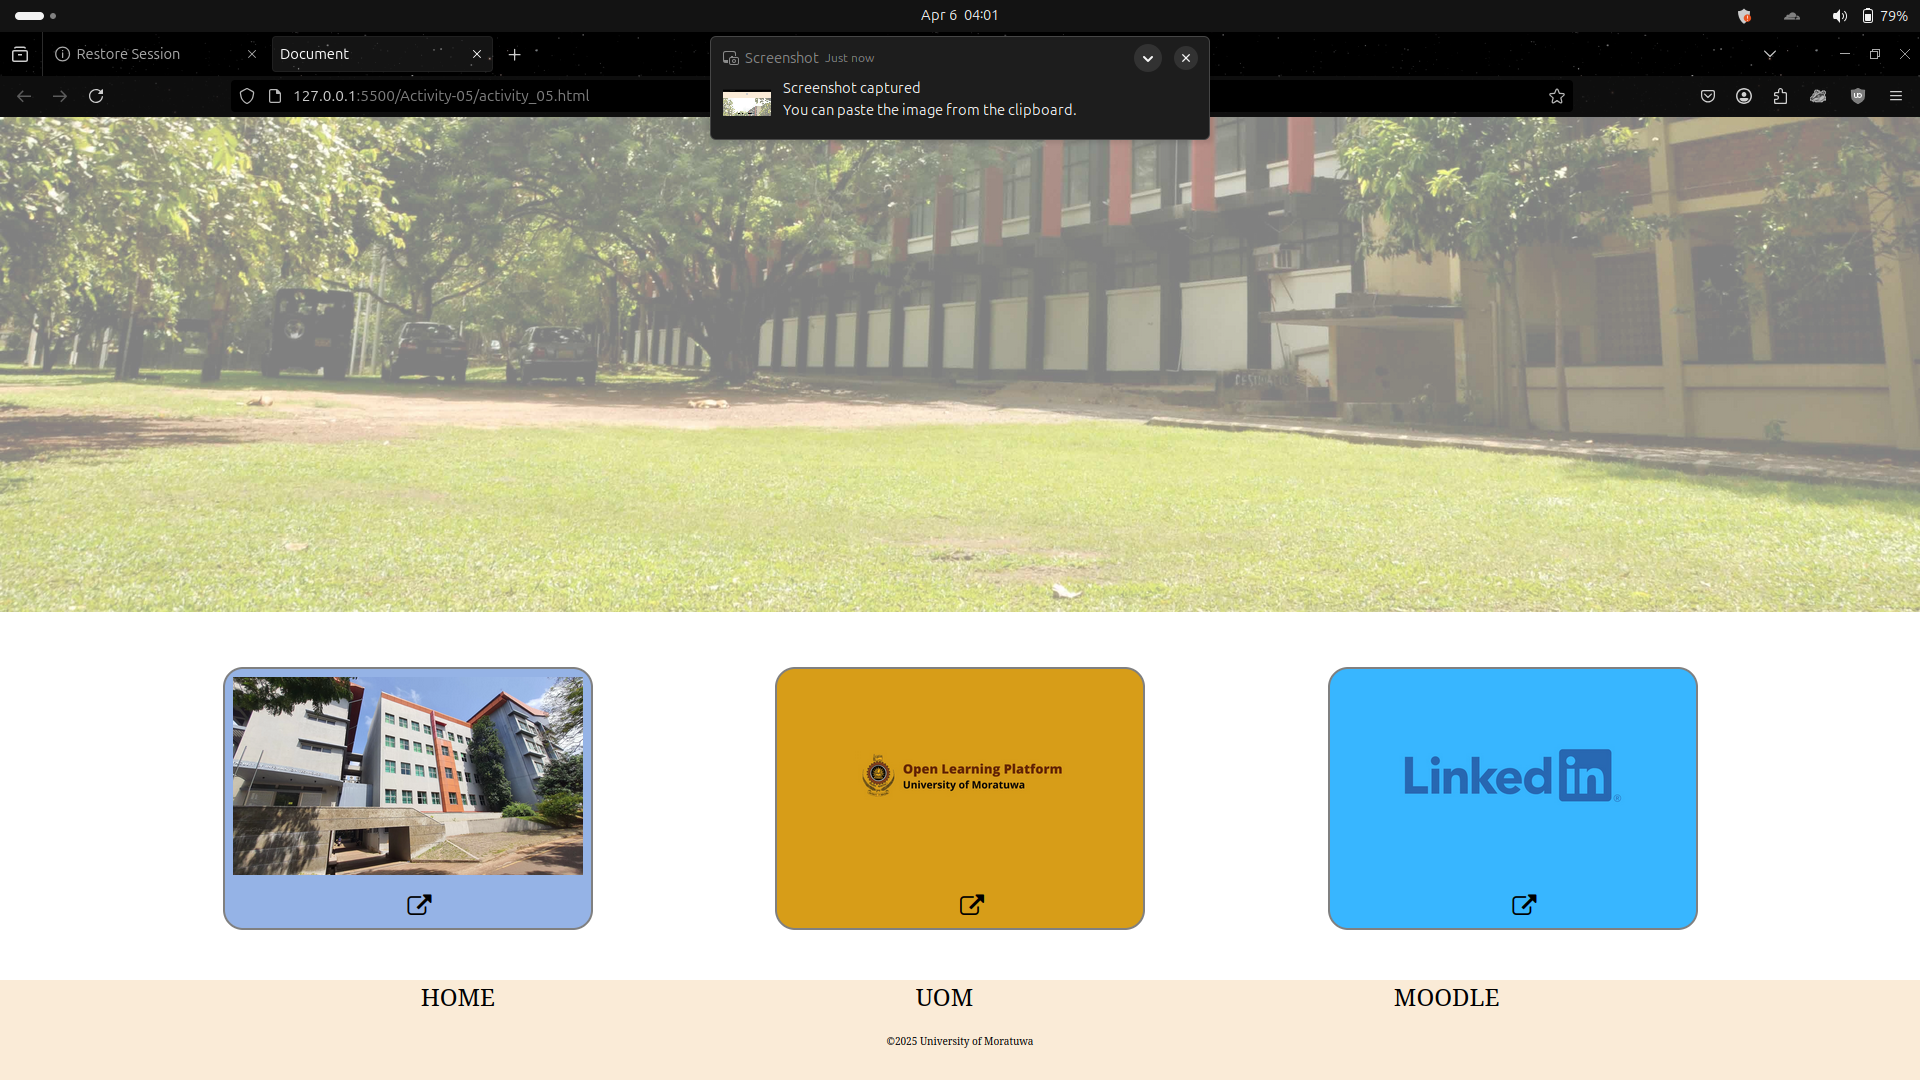 Apr 6 04:01
79%
Restore Session
Document
Screenshot Just now
Screenshot captured
You can paste the image from the clipboard.
127.0.0.1:5500/Activity-05/activity_05.html
Open Learning Platform
University of Moratuwa
Linked in ®
HOME
UOM
MOODLE
©2025 University of Moratuwa